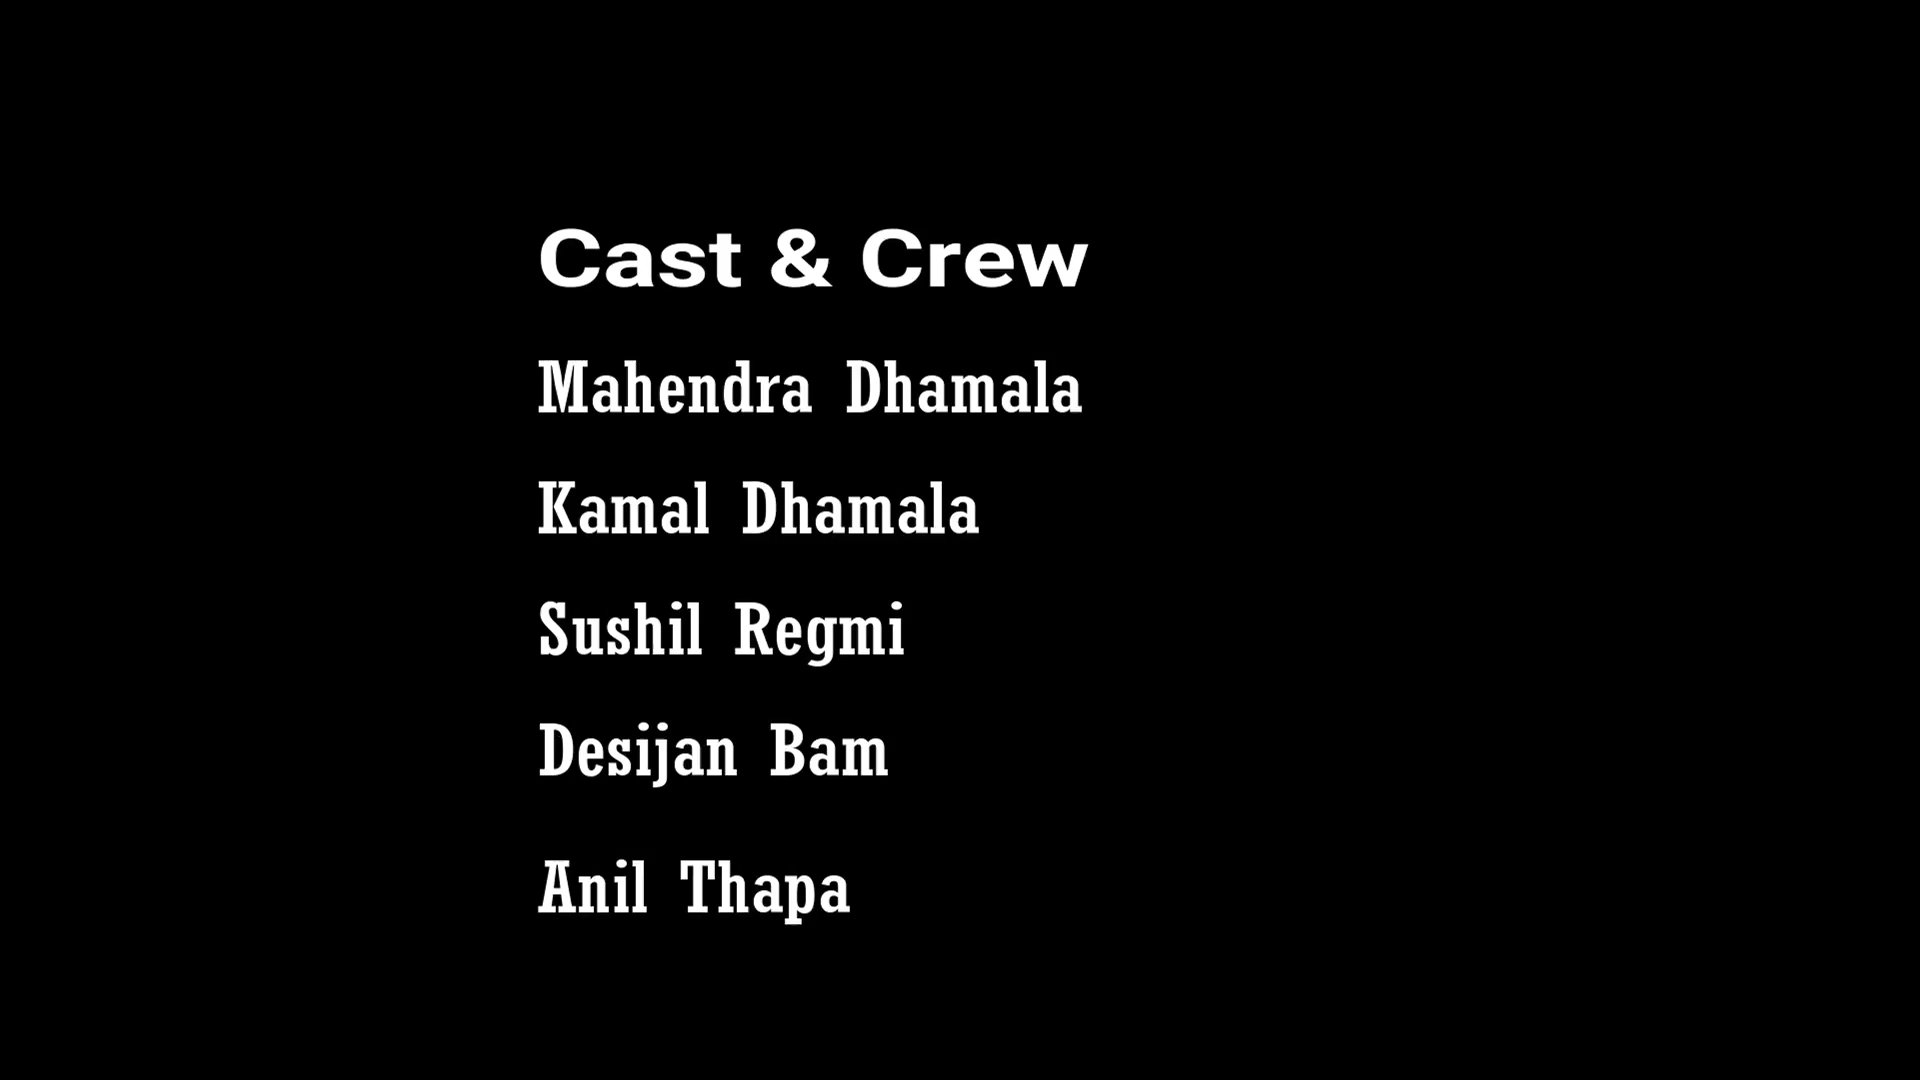 Cast & Crew
Mahendra Dhamala
Kamal Dhamala
Sushil Regmi
Desijan Bam
Anil Thapa